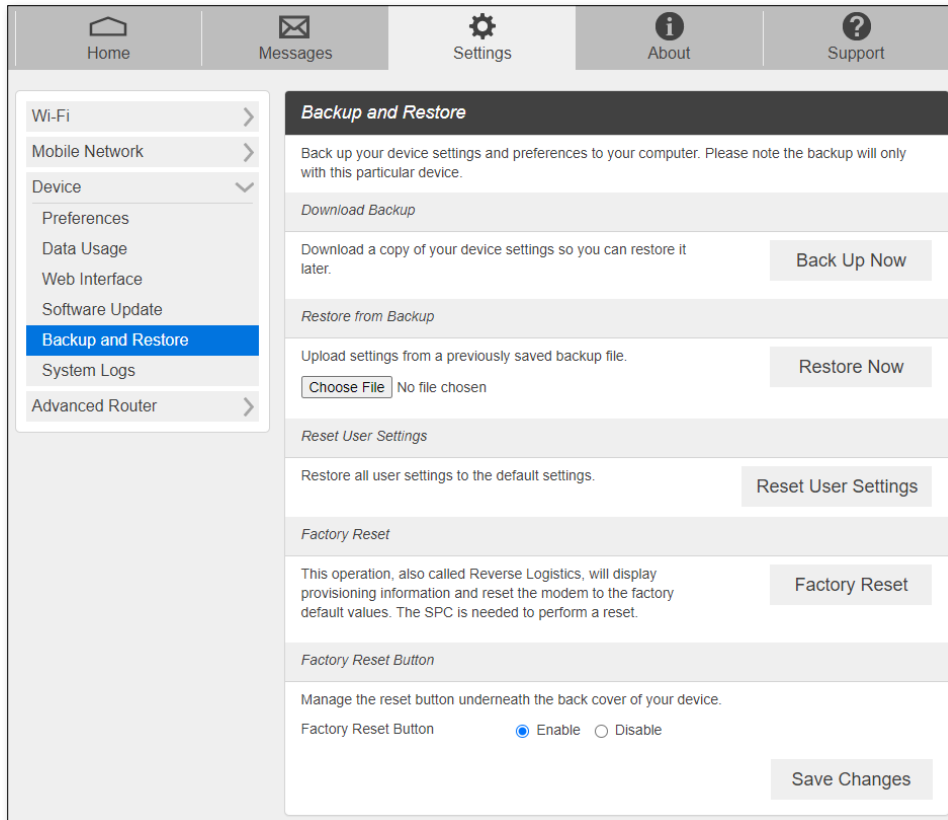 Home
Messages
Settings
About
Support
Wi-Fi
Mobile Network
Device
Preferences
Data Usage
Web Interface
Software Update
Backup and Restore
System Logs
Advanced Router
Backup and Restore
Back up your device settings and preferences to your computer. Please note the backup will only
with this particular device.
Download Backup
Download a copy of your device settings so you can restore it
later.
Back Up Now
Restore from Backup
Upload settings from a previously saved backup file.
Choose File No file chosen
Restore Now
Reset User Settings
Restore all user settings to the default settings.
Reset User Settings
Factory Reset
This operation, also called Reverse Logistics, will display
provisioning information and reset the modem to the factory
default values. The SPC is needed to perform a reset.
Factory Reset
Factory Reset Button
Manage the reset button underneath the back cover of your device.
Factory Reset Button Enable Disable
Save Changes